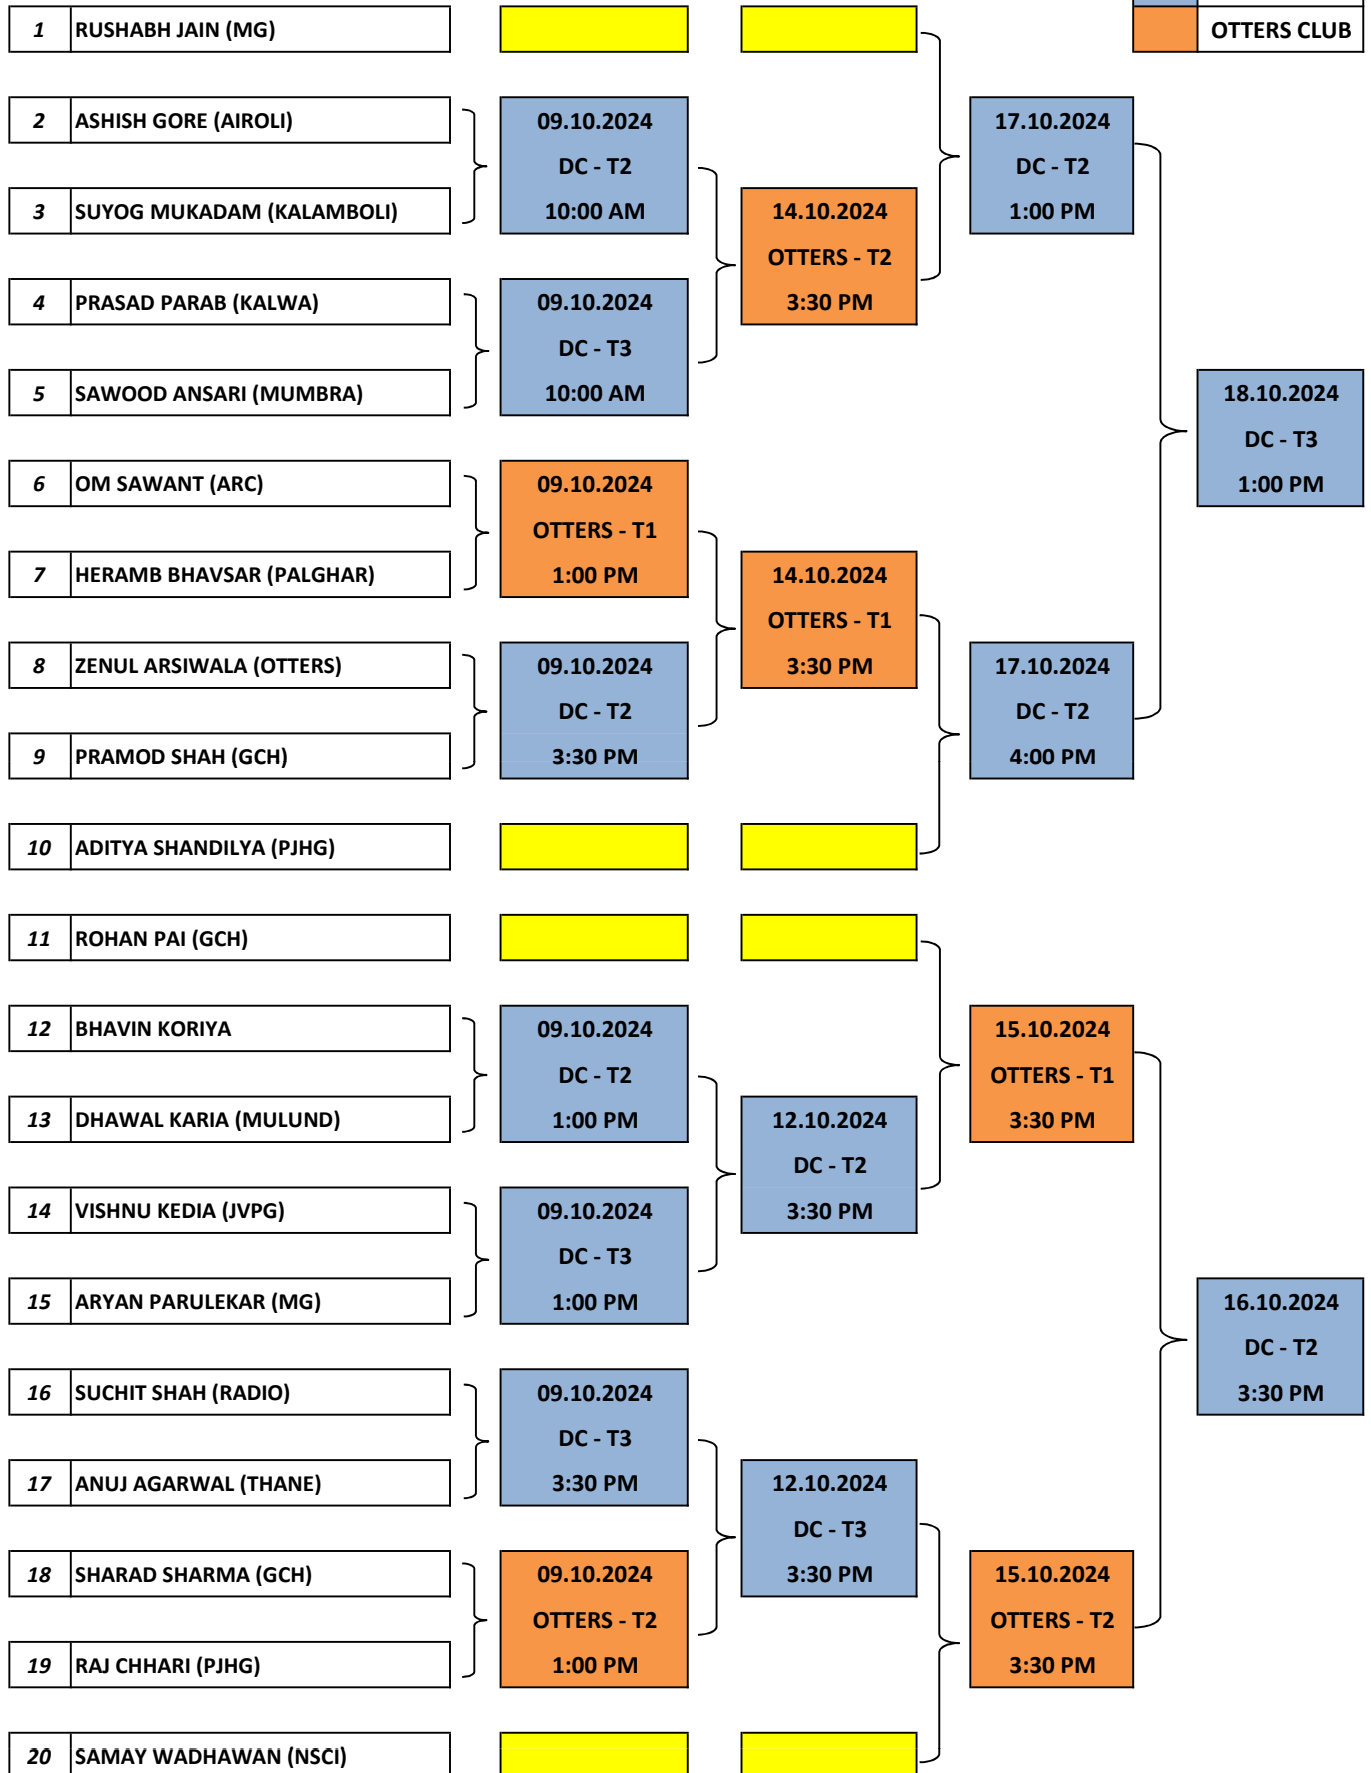 1 RUSHABH JAIN (MG) OTTERS CLUB
2 ASHISH GORE (AIROLI) 09.10.2024 17.10.2024
DC - T2 DC - T2
3 SUYOG MUKADAM (KALAMBOLI) 10:00 AM 14.10.2024 1:00 PM
OTTERS - T2
4 PRASAD PARAB (KALWA) 09.10.2024 3:30 PM
DC - T3
5 SAWOOD ANSARI (MUMBRA) 10:00 AM 18.10.2024
DC - T3
6 OM SAWANT (ARC) 09.10.2024 1:00 PM
OTTERS - T1
7 HERAMB BHAVSAR (PALGHAR) 1:00 PM 14.10.2024
OTTERS - T1
8 ZENUL ARSIWALA (OTTERS) 09.10.2024 3:30 PM 17.10.2024
DC - T2 DC - T2
9 PRAMOD SHAH (GCH) 3:30 PM 4:00 PM
10 ADITYA SHANDILYA (PJHG)
11 ROHAN PAI (GCH)
12 BHAVIN KORIYA 09.10.2024 15.10.2024
DC - T2 OTTERS - T1
13 DHAWAL KARIA (MULUND) 1:00 PM 12.10.2024 3:30 PM
DC - T2
14 VISHNU KEDIA (JVPG) 09.10.2024 3:30 PM
DC - T3
15 ARYAN PARULEKAR (MG) 1:00 PM 16.10.2024
DC - T2
16 SUCHIT SHAH (RADIO) 09.10.2024 3:30 PM
DC - T3
17 ANUJ AGARWAL (THANE) 3:30 PM 12.10.2024
DC - T3
18 SHARAD SHARMA (GCH) 09.10.2024 3:30 PM 15.10.2024
OTTERS - T2 OTTERS - T2
19 RAJ CHHARI (PJHG) 1:00 PM 3:30 PM
20 SAMAY WADHAWAN (NSCI)